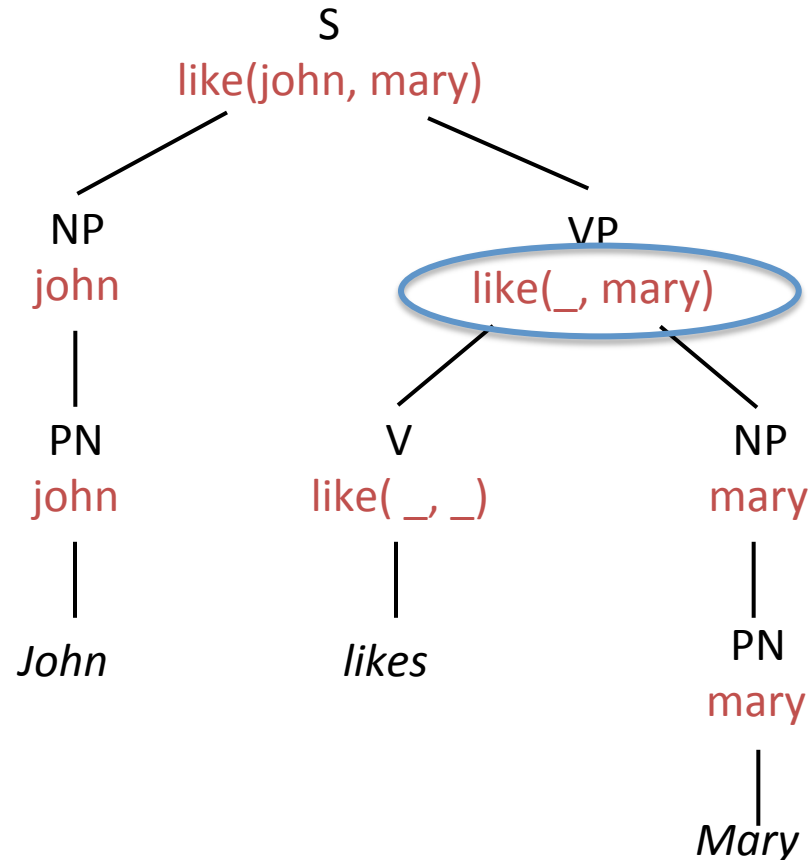 S
like(john, mary)
NP
VP
john
like(_, mary)
PN
V
NP
john
like( _, _)
mary
John
likes
PN
mary
Mary